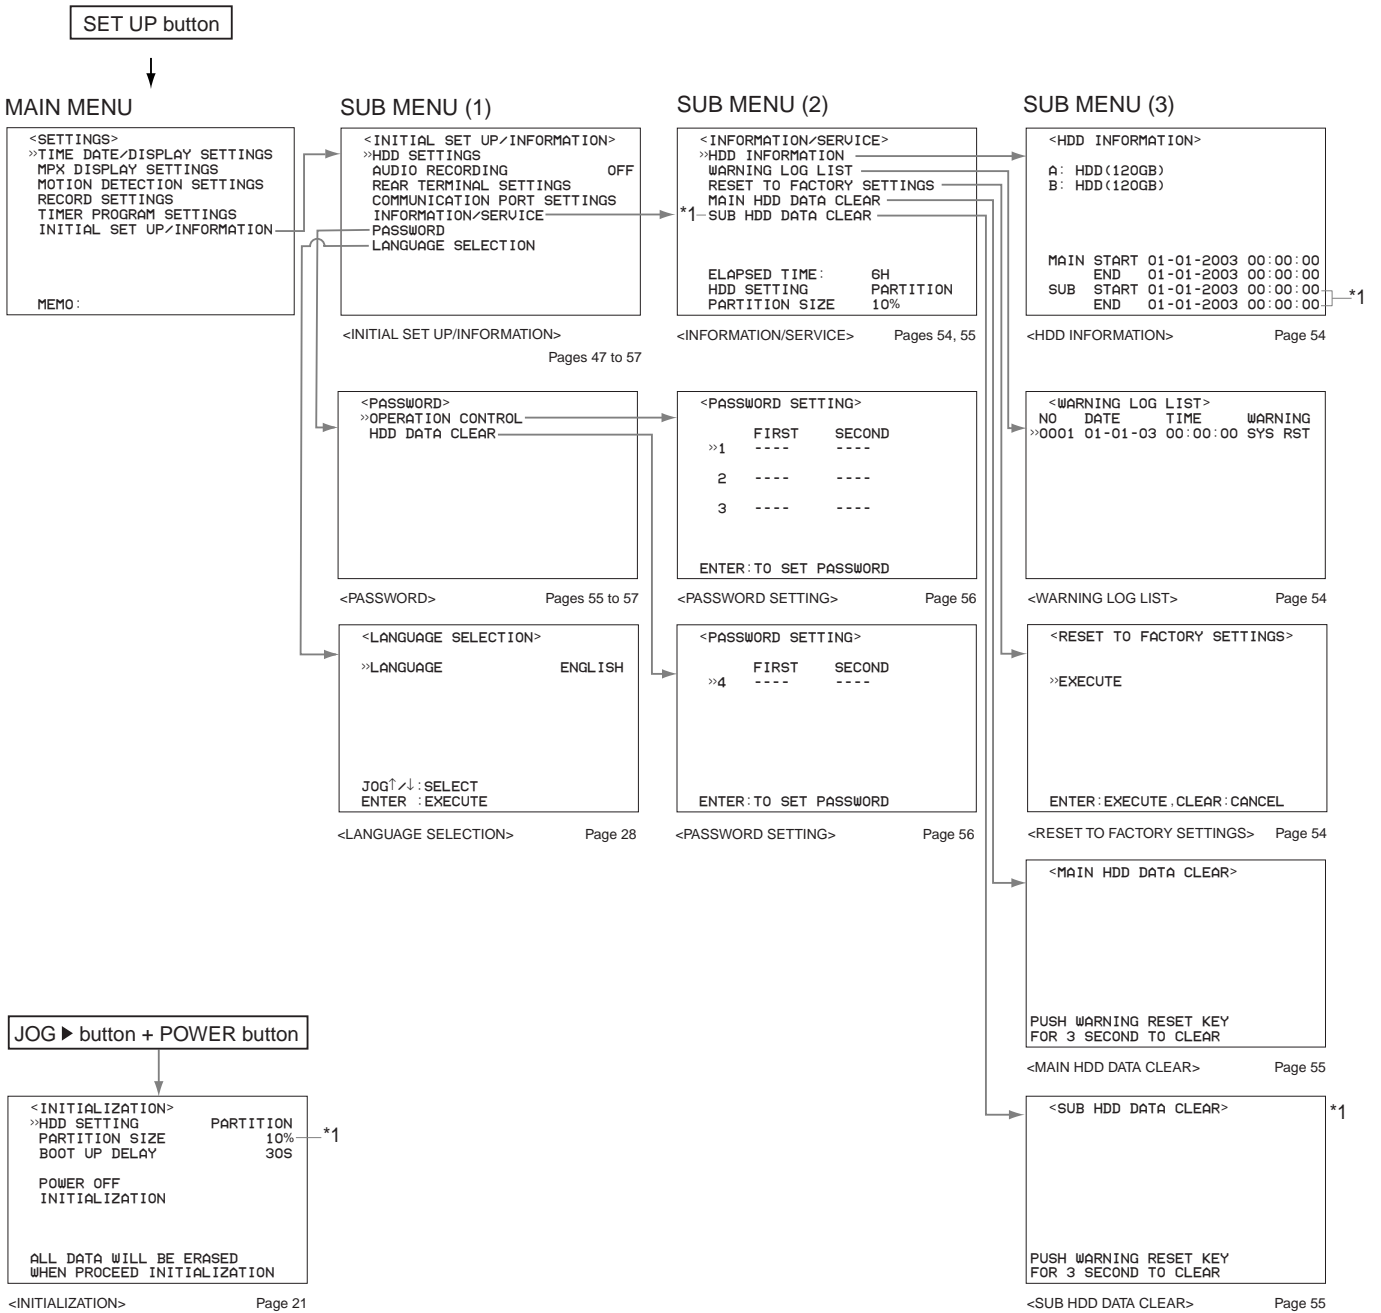 SET UP button
MAIN MENU
<SETTINGS>
»TIME DATE/DISPLAY SETTINGS
MPX DISPLAY SETTINGS
MOTION DETECTION SETTINGS
RECORD SETTINGS
TIMER PROGRAM SETTINGS
INITIAL SET UP/INFORMATION
MEMO:
SUB MENU (1)
<INITIAL SET UP/INFORMATION>
»HDD SETTINGS
AUDIO RECORDING OFF
REAR TERMINAL SETTINGS
COMMUNICATION PORT SETTINGS
INFORMATION/SERVICE
PASSWORD
LANGUAGE SELECTION
<INITIAL SET UP/INFORMATION>
Pages 47 to 57
SUB MENU (2)
<INFORMATION/SERVICE>
»HDD INFORMATION
WARNING LOG LIST
RESET TO FACTORY SETTINGS
MAIN HDD DATA CLEAR
*1 SUB HDD DATA CLEAR
ELAPSED TIME: 6H
HDD SETTING PARTITION
PARTITION SIZE 10%
<INFORMATION/SERVICE> Pages 54, 55
SUB MENU (3)
<HDD INFORMATION>
A: HDD(120GB)
B: HDD(120GB)
MAIN START 01-01-2003 00:00:00
END 01-01-2003 00:00:00
SUB START 01-01-2003 00:00:00
END 01-01-2003 00:00:00
*1
<HDD INFORMATION> Page 54
<PASSWORD>
»OPERATION CONTROL
HDD DATA CLEAR
<PASSWORD> Pages 55 to 57
<PASSWORD SETTING>
FIRST SECOND
»1 ---- ----
2 ---- ----
3 ---- ----
ENTER:TO SET PASSWORD
<PASSWORD SETTING> Page 56
<WARNING LOG LIST>
NO DATE TIME WARNING
»0001 01-01-03 00:00:00 SYS RST
<WARNING LOG LIST> Page 54
<LANGUAGE SELECTION>
»LANGUAGE ENGLISH
JOG↑/↓:SELECT
ENTER :EXECUTE
<LANGUAGE SELECTION> Page 28
<PASSWORD SETTING>
FIRST SECOND
»4 ---- ----
ENTER:TO SET PASSWORD
<PASSWORD SETTING> Page 56
<RESET TO FACTORY SETTINGS>
»EXECUTE
ENTER:EXECUTE,CLEAR:CANCEL
<RESET TO FACTORY SETTINGS> Page 54
<MAIN HDD DATA CLEAR>
PUSH WARNING RESET KEY
FOR 3 SECOND TO CLEAR
<MAIN HDD DATA CLEAR> Page 55
JOG ▶ button + POWER button
<INITIALIZATION>
»HDD SETTING PARTITION
PARTITION SIZE 10% *1
BOOT UP DELAY 30S
POWER OFF
INITIALIZATION
ALL DATA WILL BE ERASED
WHEN PROCEED INITIALIZATION
<INITIALIZATION> Page 21
<SUB HDD DATA CLEAR> *1
PUSH WARNING RESET KEY
FOR 3 SECOND TO CLEAR
<SUB HDD DATA CLEAR> Page 55